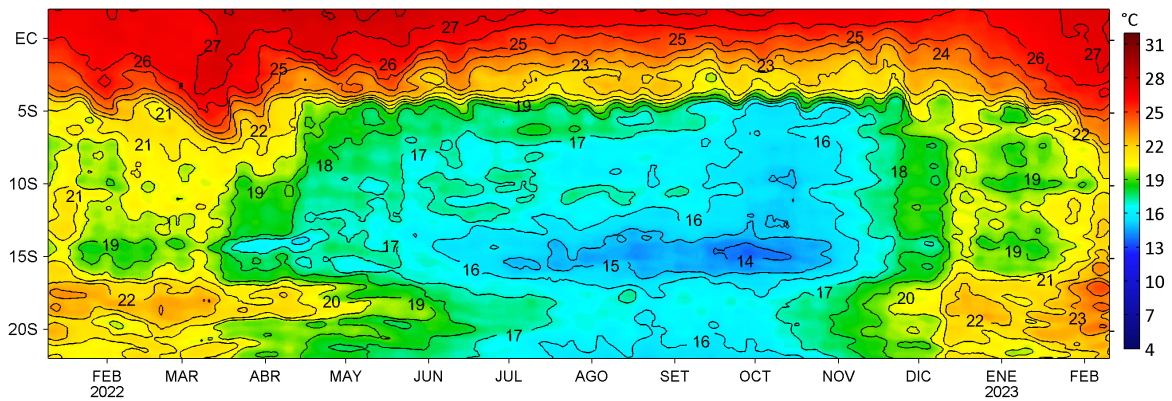 °C
EC
5S
10S
15S
20S
31
28
25
22
19
16
13
10
7
4
27 27 25 25 25 26 27
26 25 26 23 23 24
21 22 19 22
21 17 16
18 17 18
21 19 16 19
19 17 16 15 14 19
22 20 19 17 20 21
22 23
17 16
FEB MAR ABR MAY JUN JUL AGO SET OCT NOV DIC ENE FEB
2022 2023